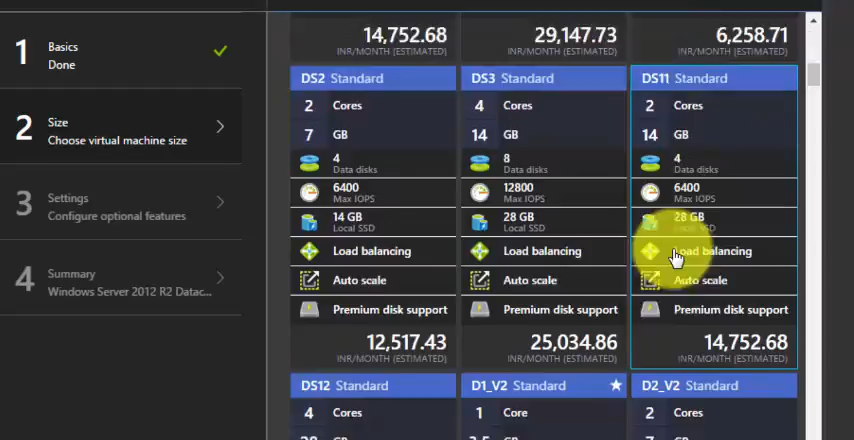 1
Basics
Done
2
Size
Choose virtual machine size
3
Settings
Configure optional features
4
Summary
Windows Server 2012 R2 Datac...
14,752.68
INR/MONTH (ESTIMATED)
29,147.73
INR/MONTH (ESTIMATED)
6,258.71
INR/MONTH (ESTIMATED)
DS2 Standard
2 Cores
7 GB
4
Data disks
6400
Max IOPS
14 GB
Local SSD
Load balancing
Auto scale
Premium disk support
12,517.43
INR/MONTH (ESTIMATED)
DS3 Standard
4 Cores
14 GB
8
Data disks
12800
Max IOPS
28 GB
Local SSD
Load balancing
Auto scale
Premium disk support
25,034.86
INR/MONTH (ESTIMATED)
DS11 Standard
2 Cores
14 GB
4
Data disks
6400
Max IOPS
28 GB
Local SSD
Load balancing
Auto scale
Premium disk support
14,752.68
INR/MONTH (ESTIMATED)
DS12 Standard
4 Cores
D1_V2 Standard
1 Core
D2_V2 Standard
2 Cores